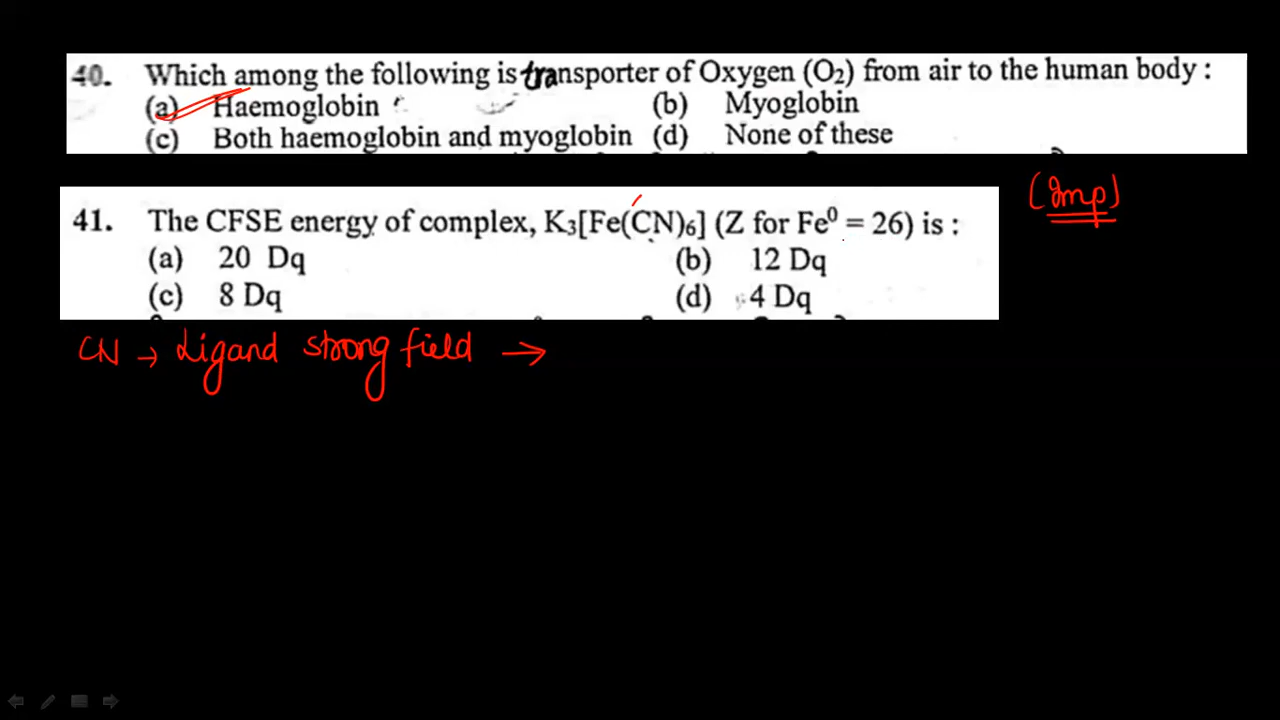 40. Which among the following is transporter of Oxygen (O₂) from air to the human body :
(a) Haemoglobin (b) Myoglobin
(c) Both haemoglobin and myoglobin (d) None of these
(Imp)
41. The CFSE energy of complex, K₃[Fe(CN)₆] (Z for Fe⁰ = 26) is :
(a) 20 Dq (b) 12 Dq
(c) 8 Dq (d) 4 Dq
CN → Ligand strong field →